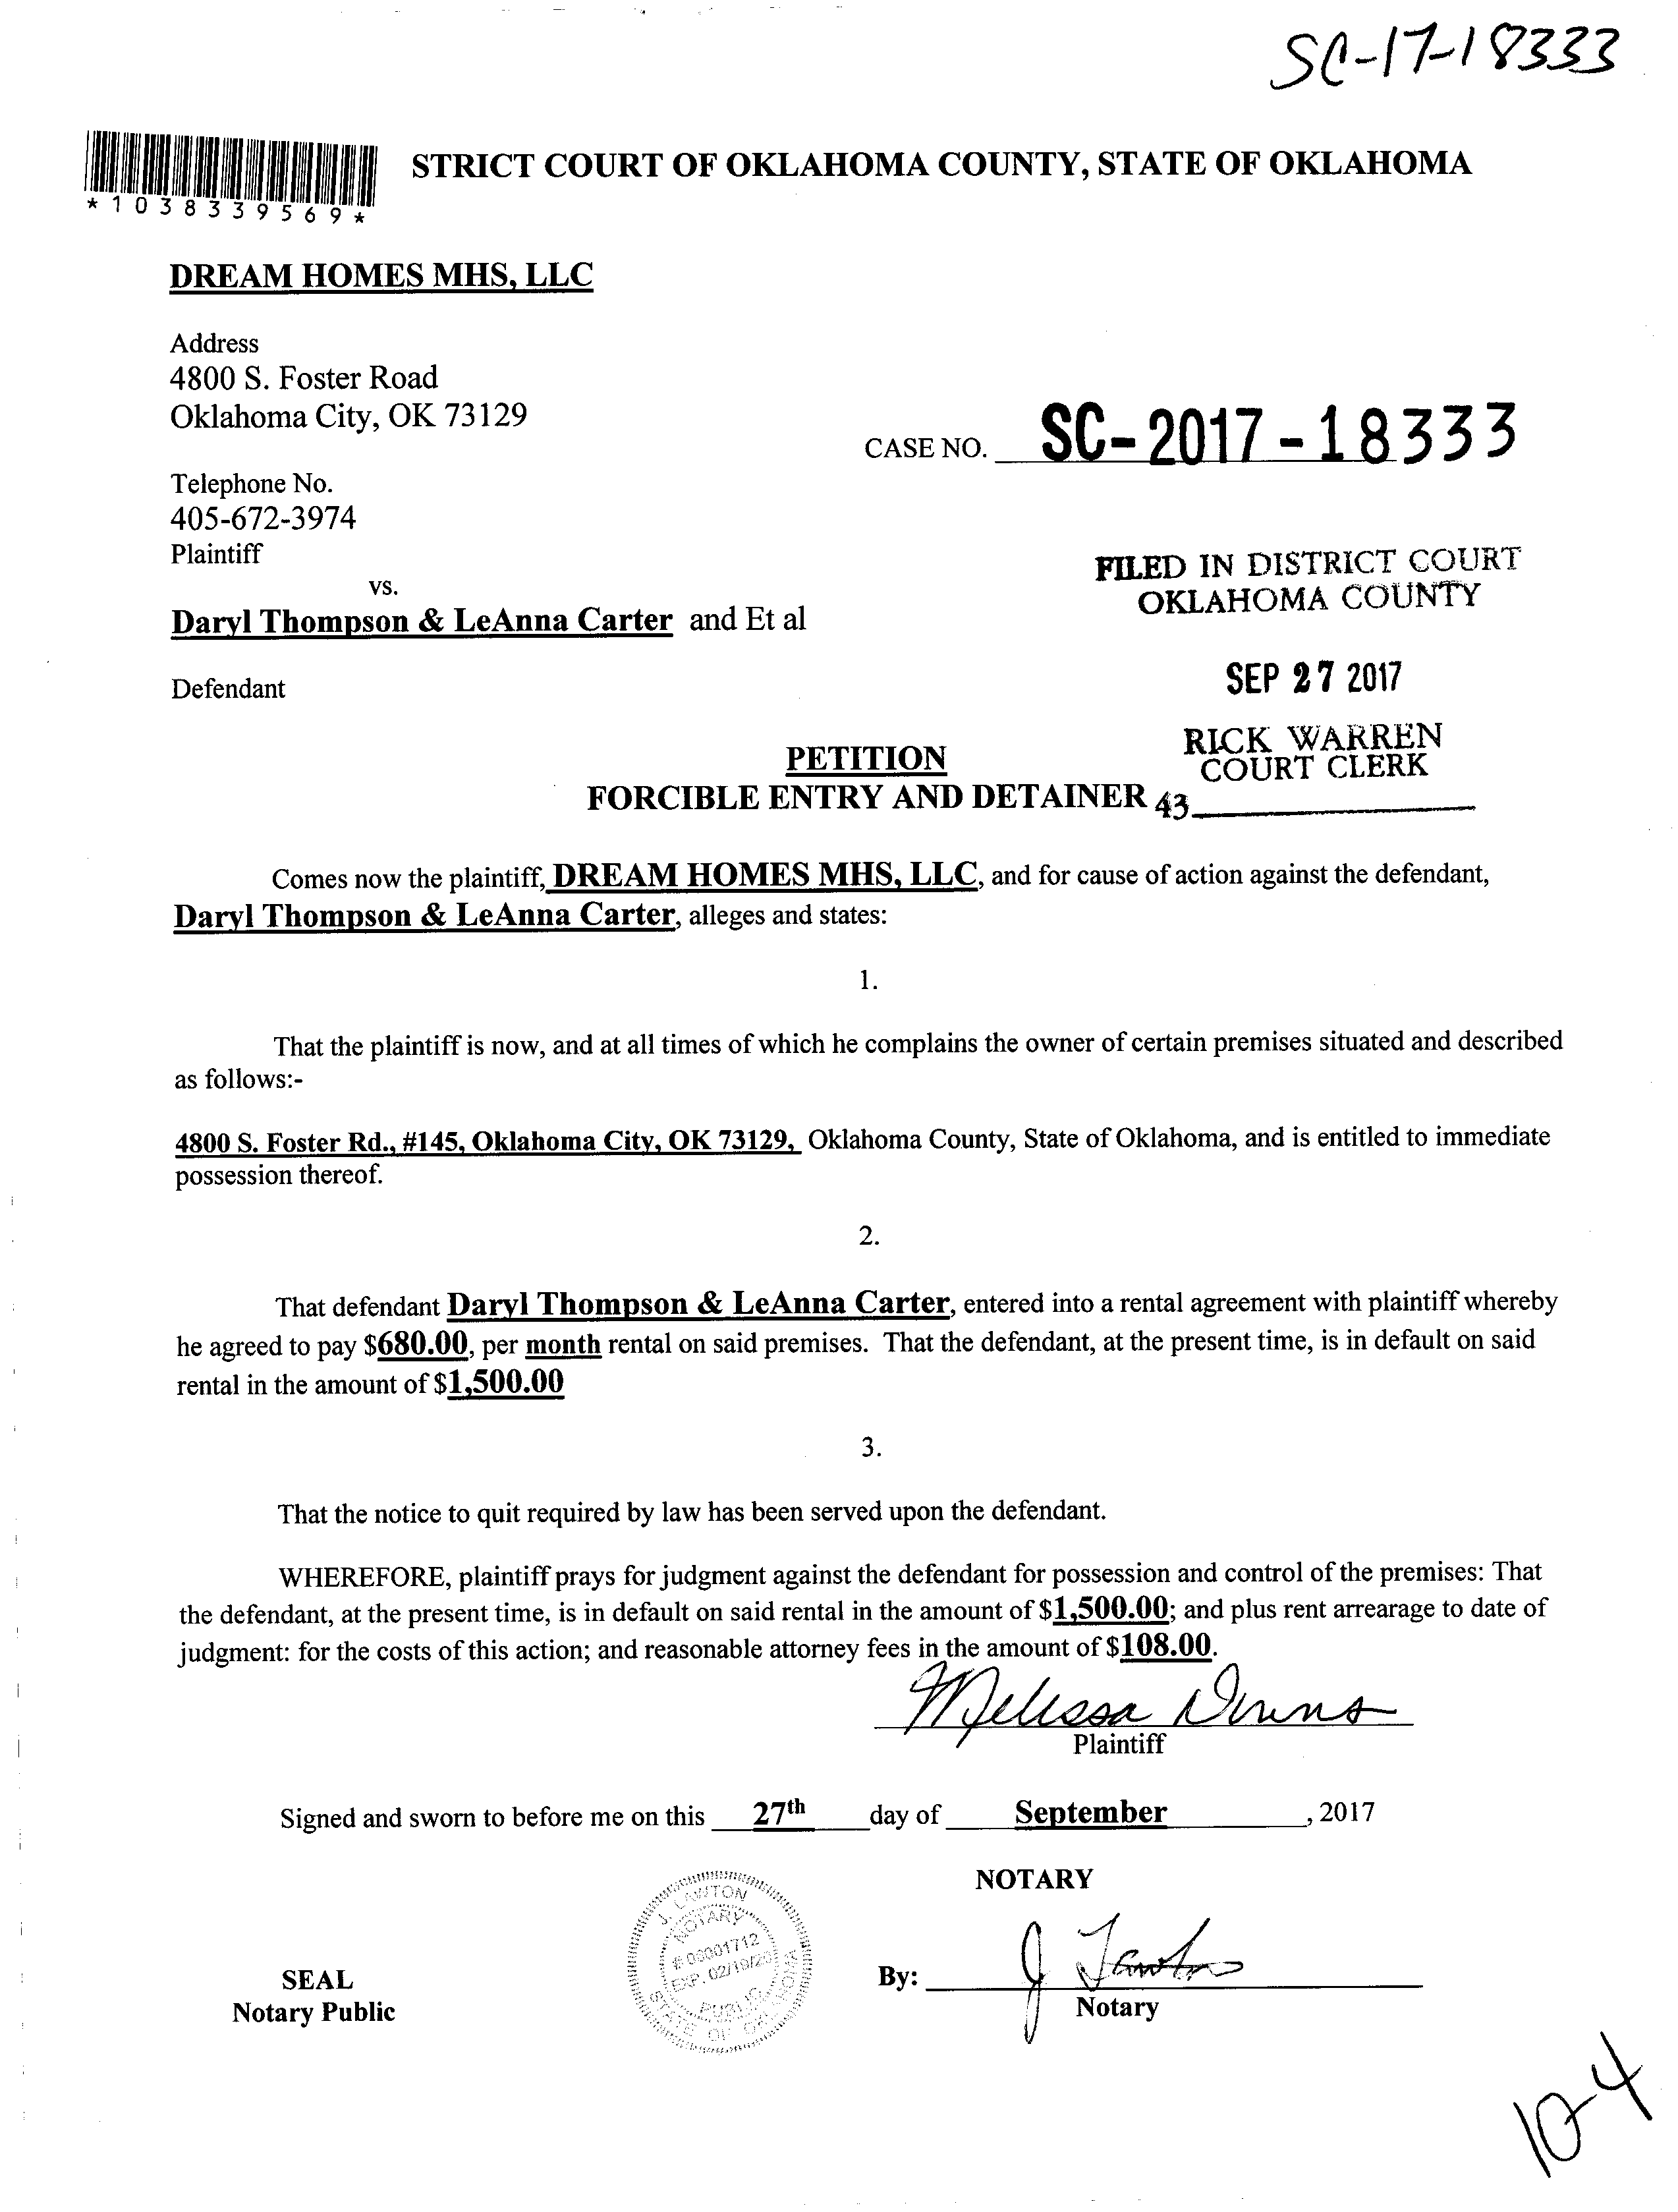 SC-17-18333
*1038339569*
STRICT COURT OF OKLAHOMA COUNTY, STATE OF OKLAHOMA
DREAM HOMES MHS, LLC
Address
4800 S. Foster Road
Oklahoma City, OK 73129
CASE NO. SC-2017-18333
Telephone No.
405-672-3974
Plaintiff
vs.
FILED IN DISTRICT COURT
OKLAHOMA COUNTY
Daryl Thompson & LeAnna Carter and Et al
Defendant
SEP 27 2017
RICK WARREN
COURT CLERK
PETITION
FORCIBLE ENTRY AND DETAINER
43
Comes now the plaintiff, DREAM HOMES MHS, LLC, and for cause of action against the defendant,
Daryl Thompson & LeAnna Carter, alleges and states:
1.
That the plaintiff is now, and at all times of which he complains the owner of certain premises situated and described
as follows:-
4800 S. Foster Rd., #145, Oklahoma City, OK 73129, Oklahoma County, State of Oklahoma, and is entitled to immediate
possession thereof.
2.
That defendant Daryl Thompson & LeAnna Carter, entered into a rental agreement with plaintiff whereby
he agreed to pay $680.00, per month rental on said premises. That the defendant, at the present time, is in default on said
rental in the amount of $1,500.00
3.
That the notice to quit required by law has been served upon the defendant.
WHEREFORE, plaintiff prays for judgment against the defendant for possession and control of the premises: That
the defendant, at the present time, is in default on said rental in the amount of $1,500.00; and plus rent arrearage to date of
judgment: for the costs of this action; and reasonable attorney fees in the amount of $108.00.
Melissa
Plaintiff
Signed and sworn to before me on this 27th day of September, 2017
NOTARY
J. LAWTON
NOTARY
# 00001712
EXP. 02/19/20
PUBLIC
STATE OF OKLAHOMA
SEAL
Notary Public
By: J Lawton
Notary
10-4